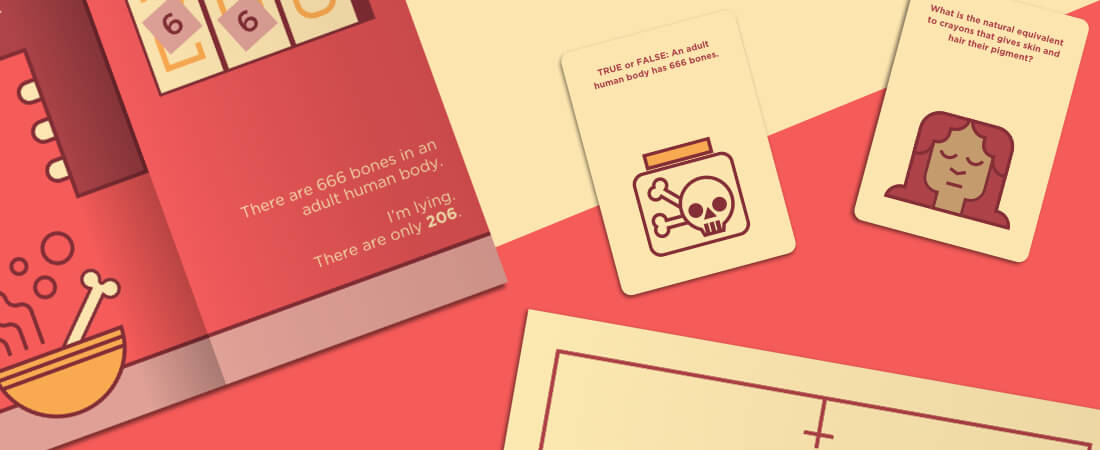 6 6
There are 666 bones in an
adult human body.
I'm lying.
There are only 206.
TRUE or FALSE: An adult
human body has 666 bones.
What is the natural equivalent
to crayons that gives skin and
hair their pigment?